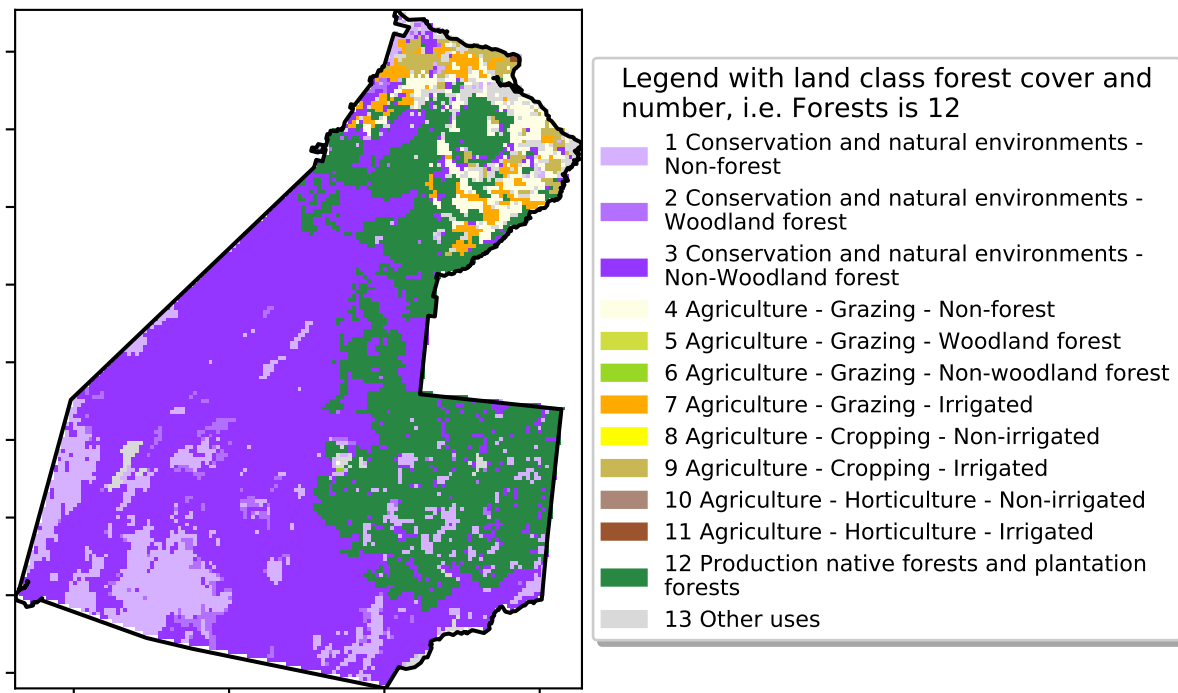 Legend with land class forest cover and
number, i.e. Forests is 12
1 Conservation and natural environments -
Non-forest
2 Conservation and natural environments -
Woodland forest
3 Conservation and natural environments -
Non-Woodland forest
4 Agriculture - Grazing - Non-forest
5 Agriculture - Grazing - Woodland forest
6 Agriculture - Grazing - Non-woodland forest
7 Agriculture - Grazing - Irrigated
8 Agriculture - Cropping - Non-irrigated
9 Agriculture - Cropping - Irrigated
10 Agriculture - Horticulture - Non-irrigated
11 Agriculture - Horticulture - Irrigated
12 Production native forests and plantation
forests
13 Other uses